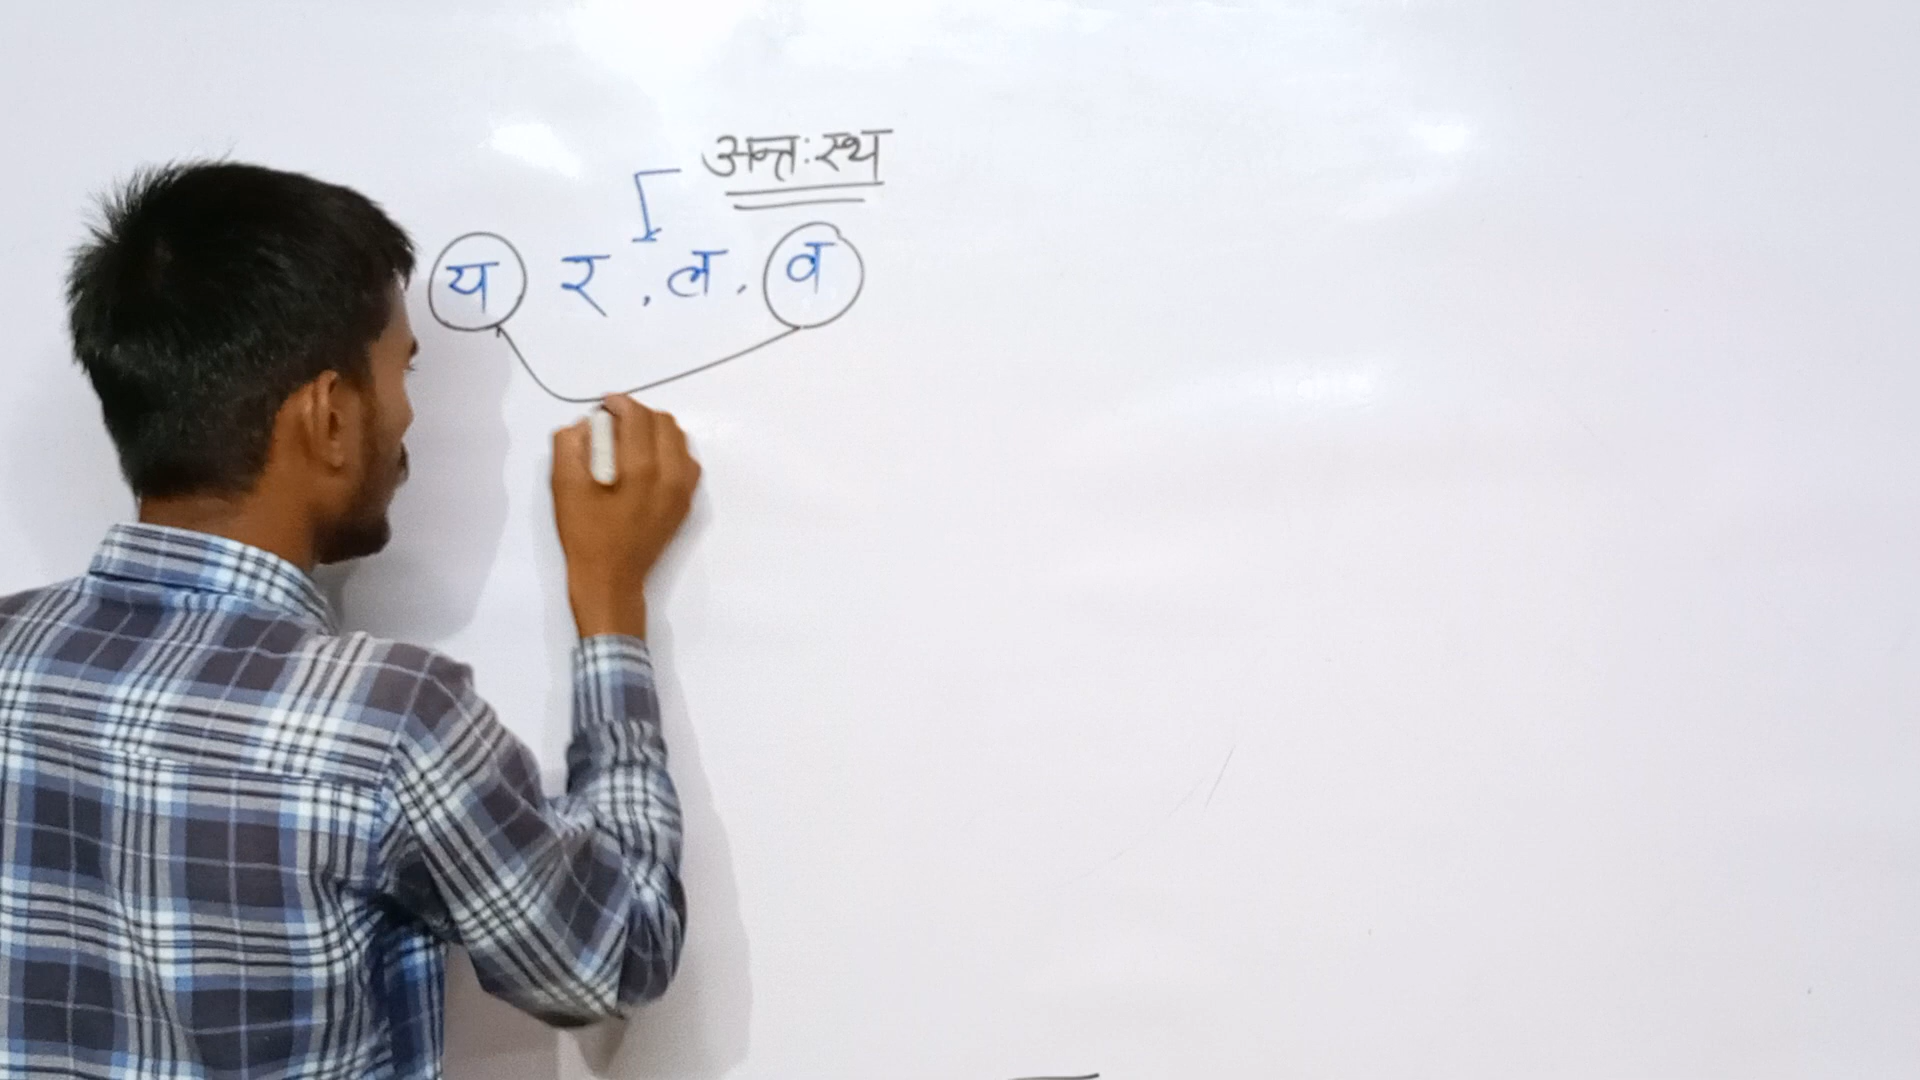 अन्तःस्थ
य र . ल . व